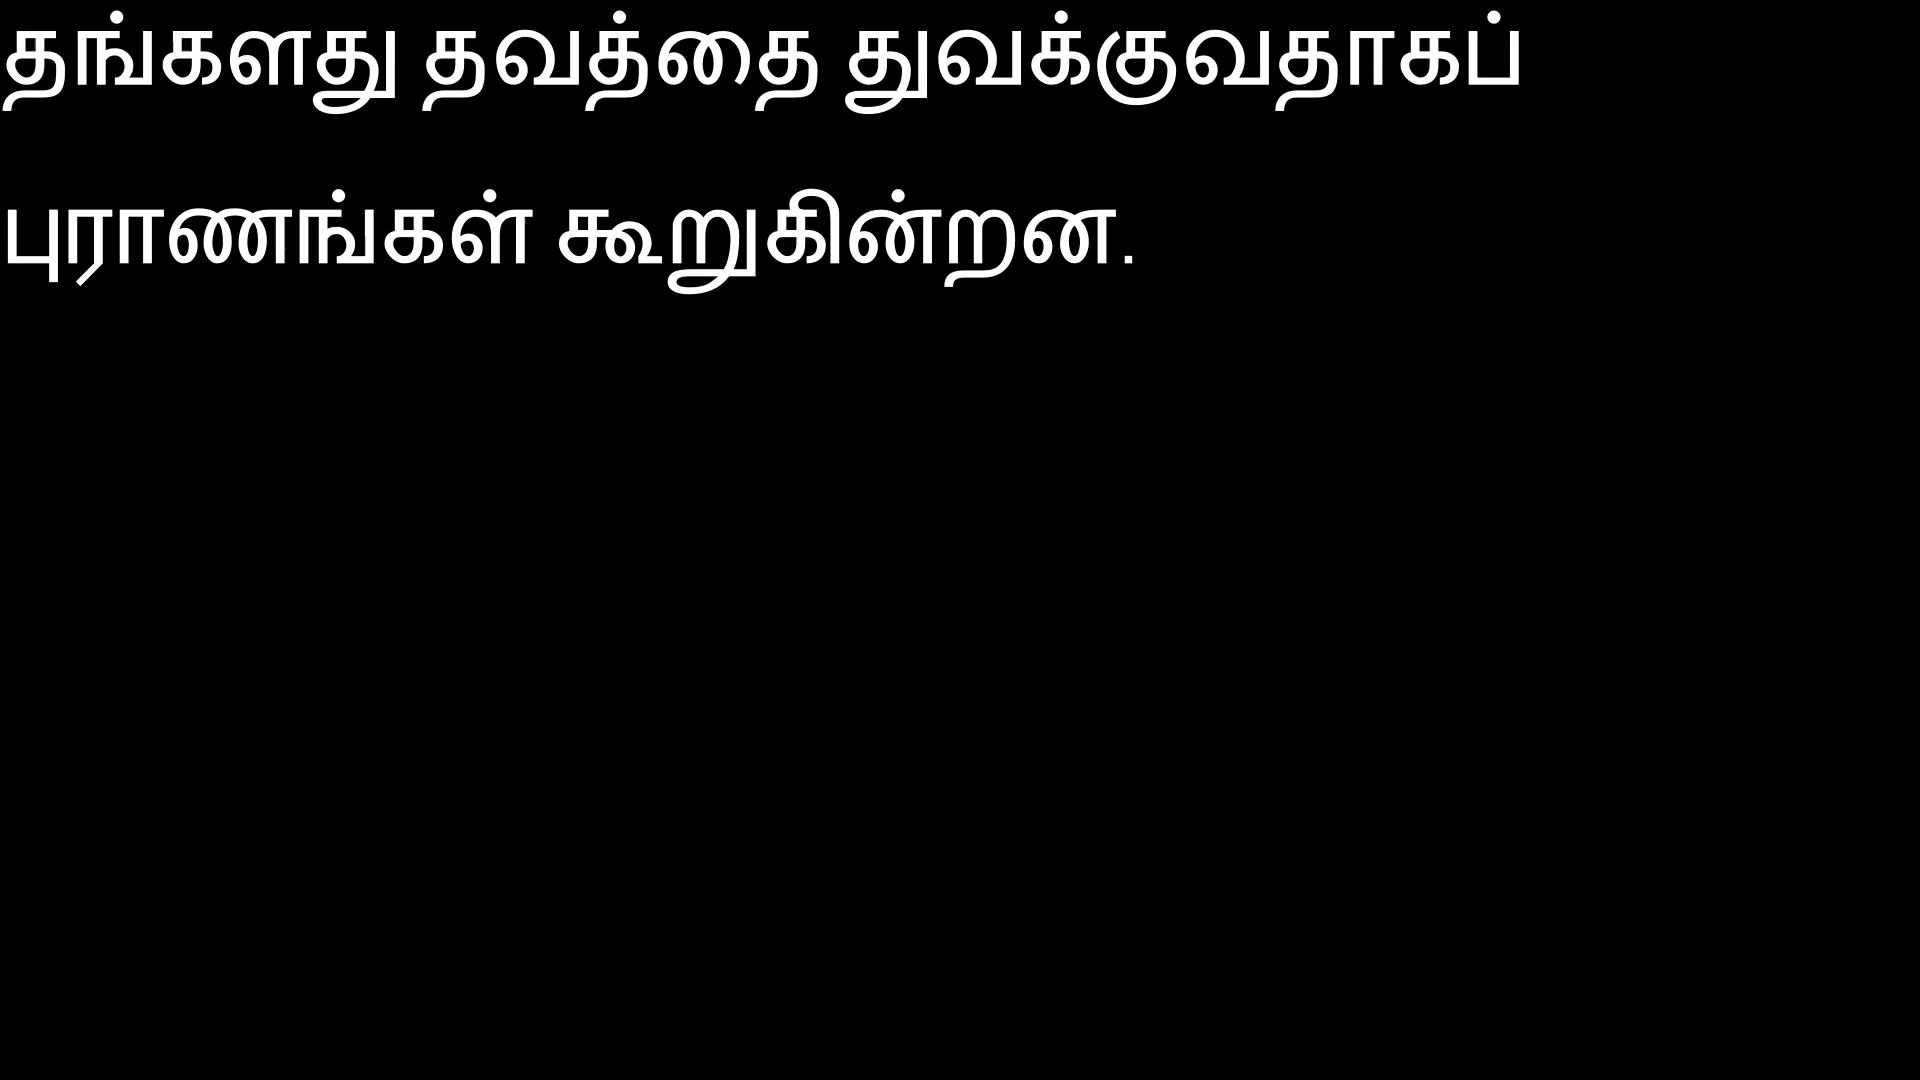 தங்களது தவத்தை துவக்குவதாகப்
புராணங்கள் கூறுகின்றன.